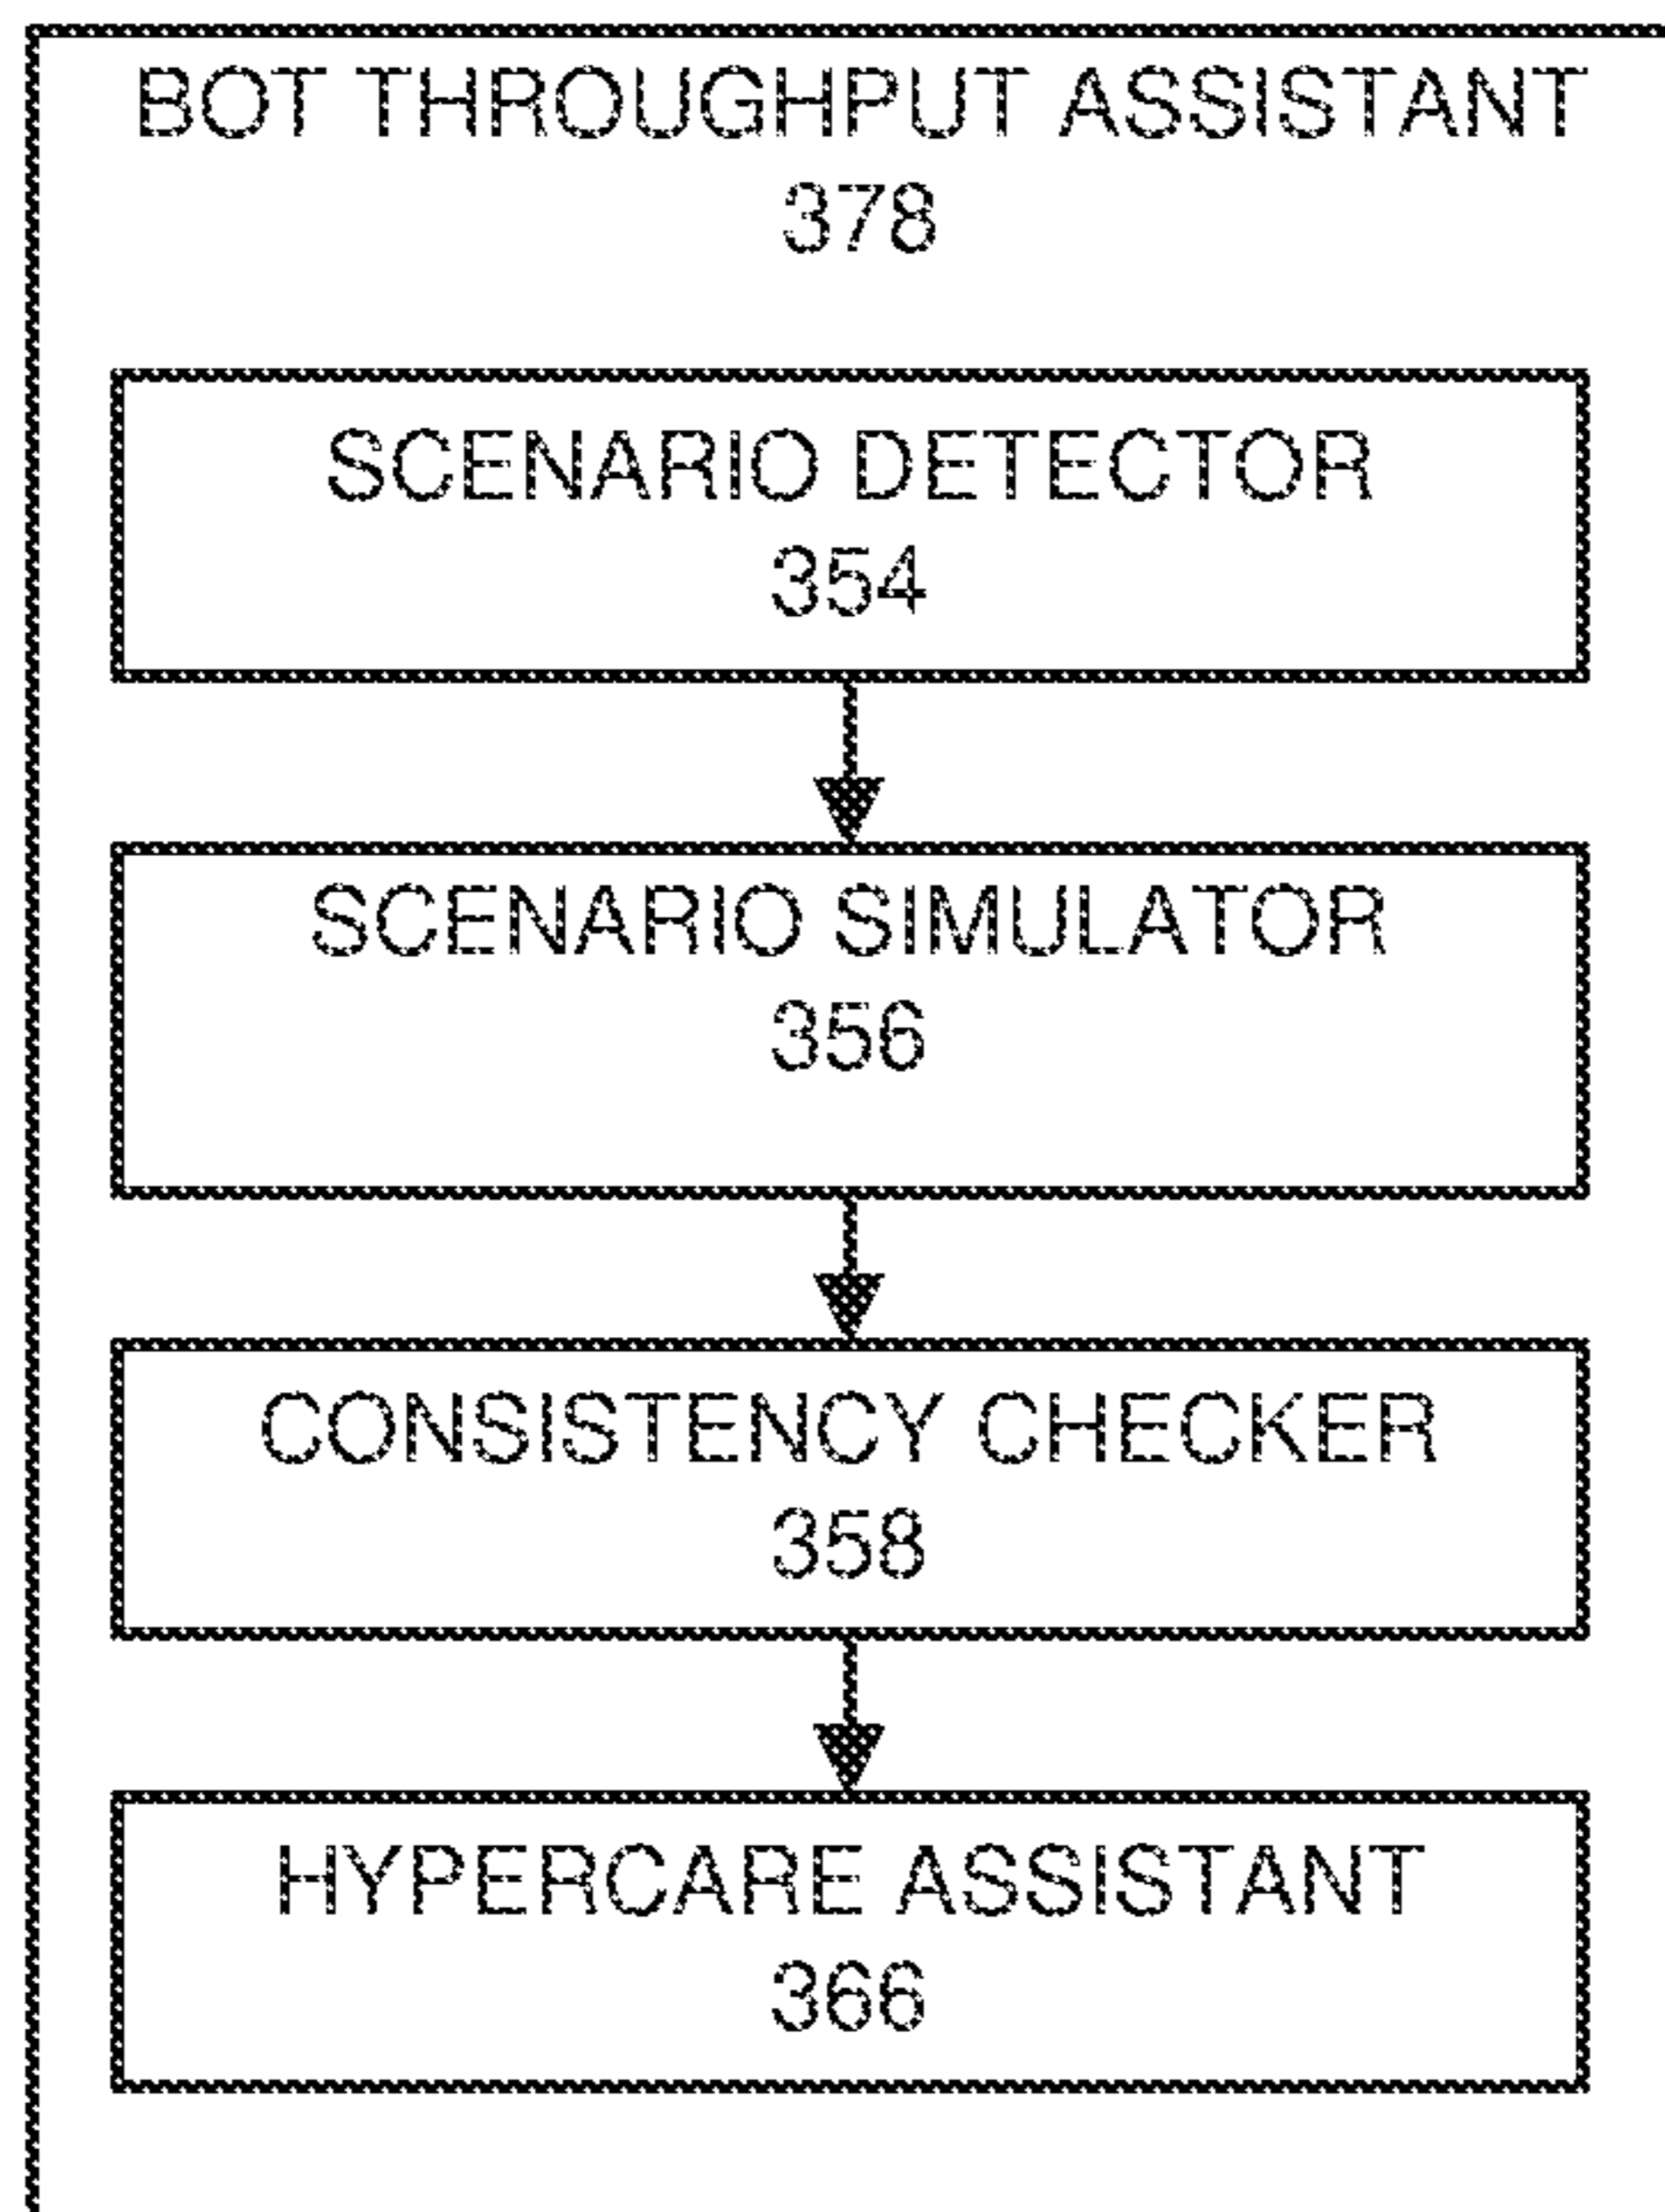 BOT THROUGHPUT ASSISTANT
378
SCENARIO DETECTOR
354
SCENARIO SIMULATOR
356
CONSISTENCY CHECKER
358
HYPERCARE ASSISTANT
366